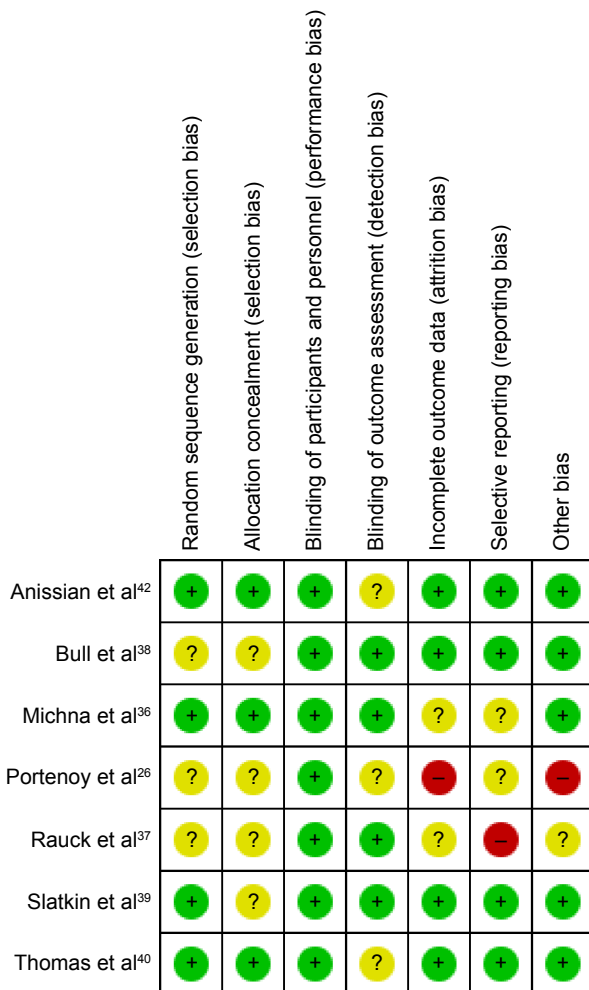 Random sequence generation (selection bias)
Allocation concealment (selection bias)
Blinding of participants and personnel (performance bias)
Blinding of outcome assessment (detection bias)
Incomplete outcome data (attrition bias)
Selective reporting (reporting bias)
Other bias
Anissian et al⁴² + + + ? + + +
Bull et al³⁸ ? ? + + + + +
Michna et al³⁶ + + + + ? ? +
Portenoy et al²⁶ ? ? + ? – ? –
Rauck et al³⁷ ? ? + + ? – ?
Slatkin et al³⁹ + ? + + + + +
Thomas et al⁴⁰ + + + ? + + +